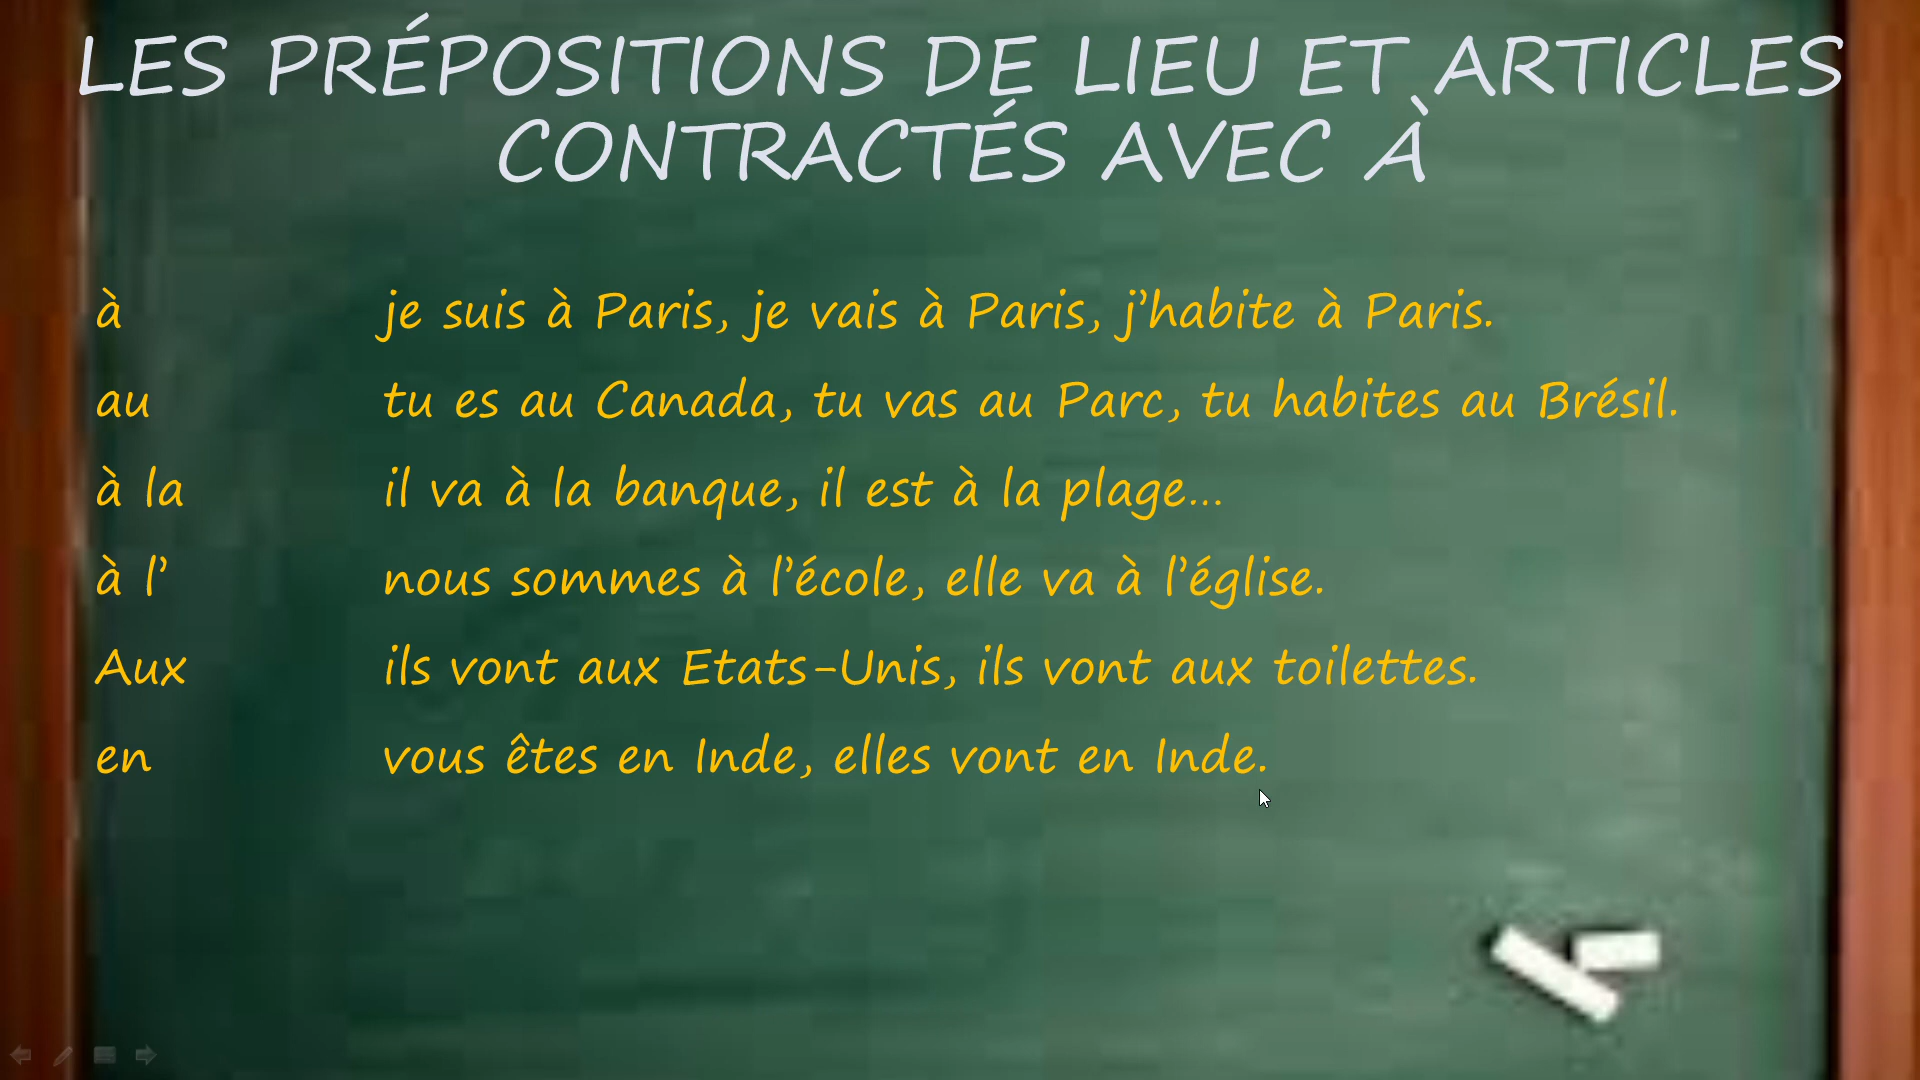 LES PRÉPOSITIONS DE LIEU ET ARTICLES
CONTRACTÉS AVEC À
à je suis à Paris, je vais à Paris, j’habite à Paris.
au tu es au Canada, tu vas au Parc, tu habites au Brésil.
à la il va à la banque, il est à la plage...
à l’ nous sommes à l’école, elle va à l’église.
Aux ils vont aux Etats-Unis, ils vont aux toilettes.
en vous êtes en Inde, elles vont en Inde.